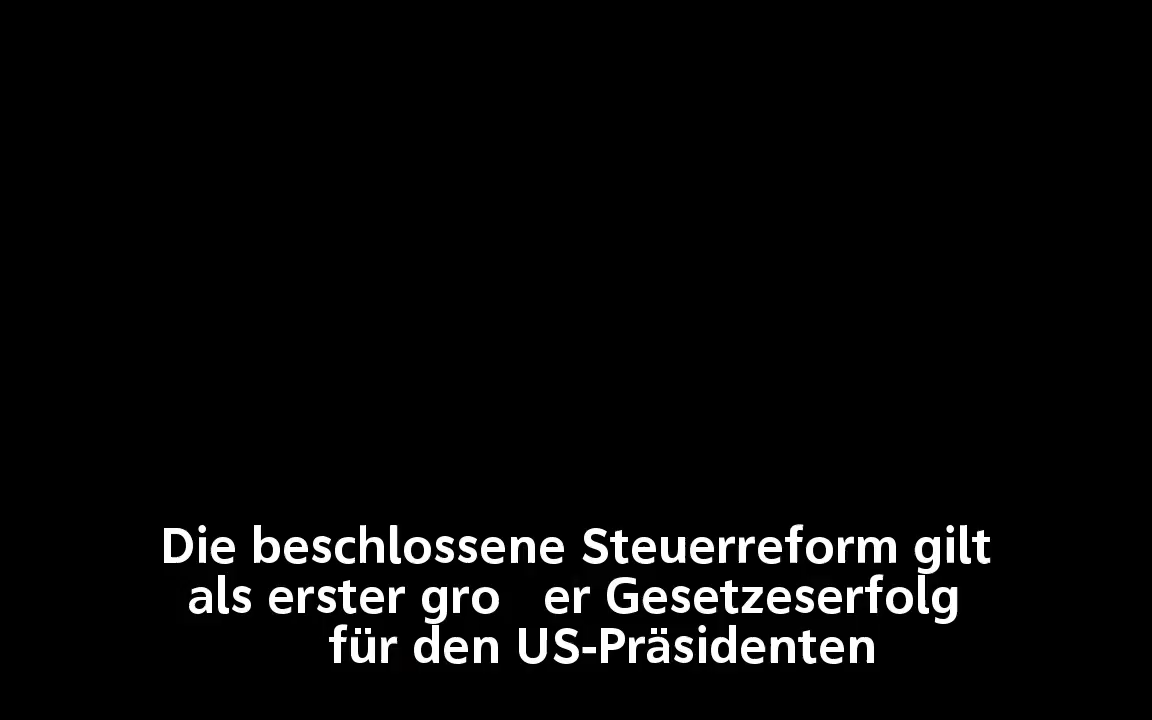 Die beschlossene Steuerreform gilt
als erster gro er Gesetzeserfolg
für den US-Präsidenten